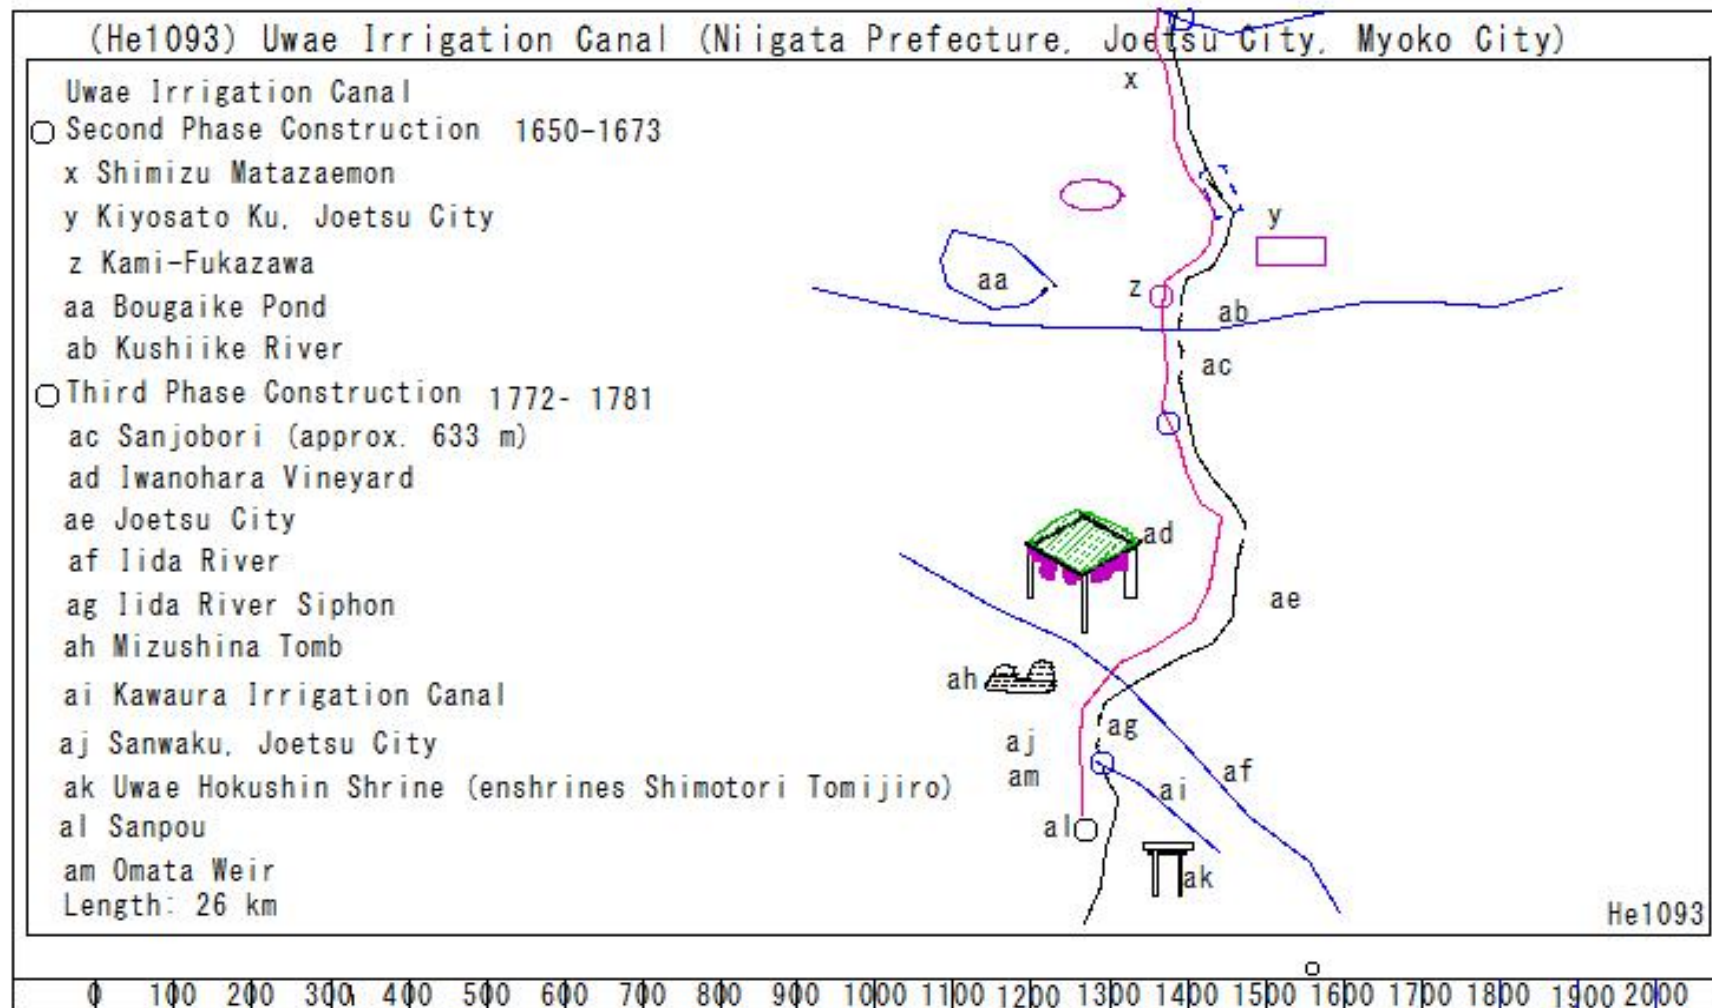 (He1093) Uwae Irrigation Canal (Niigata Prefecture, Joetsu City, Myoko City)
Uwae Irrigation Canal
Second Phase Construction 1650-1673
x Shimizu Matazaemon
y Kiyosato Ku, Joetsu City
z Kami-Fukazawa
aa Bougaike Pond
ab Kushiike River
Third Phase Construction 1772- 1781
ac Sanjobori (approx. 633 m)
ad Iwanohara Vineyard
ae Joetsu City
af Iida River
ag Iida River Siphon
ah Mizushina Tomb
ai Kawaura Irrigation Canal
aj Sanwaku, Joetsu City
ak Uwae Hokushin Shrine (enshrines Shimotori Tomijiro)
al Sanpou
am Omata Weir
Length: 26 km
x
y
aa
z
ab
ac
ad
ae
ah
ag
aj
af
am
ai
al
ak
He1093
0 100 200 300 400 500 600 700 800 900 1000 1100 1200 1300 1400 1500 1600 1700 1800 1900 2000